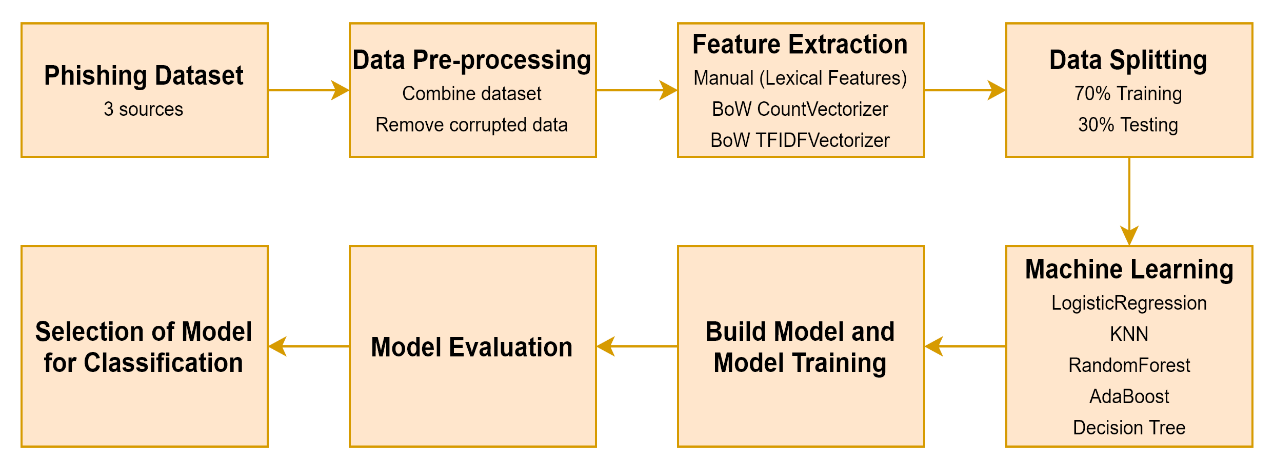 Phishing Dataset
3 sources
Data Pre-processing
Combine dataset
Remove corrupted data
Feature Extraction
Manual (Lexical Features)
BoW CountVectorizer
BoW TFIDFVectorizer
Data Splitting
70% Training
30% Testing
Machine Learning
LogisticRegression
KNN
RandomForest
AdaBoost
Decision Tree
Build Model and
Model Training
Model Evaluation
Selection of Model
for Classification